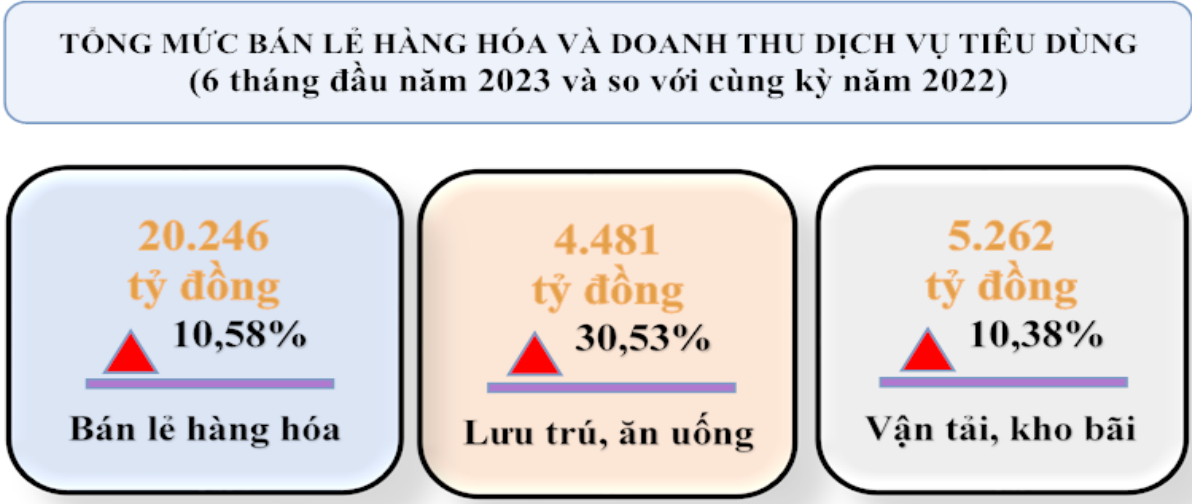 TỔNG MỨC BÁN LẺ HÀNG HÓA VÀ DOANH THU DỊCH VỤ TIÊU DÙNG
(6 tháng đầu năm 2023 và so với cùng kỳ năm 2022)
20.246
tỷ đồng
10,58%
Bán lẻ hàng hóa
4.481
tỷ đồng
30,53%
Lưu trú, ăn uống
5.262
tỷ đồng
10,38%
Vận tải, kho bãi